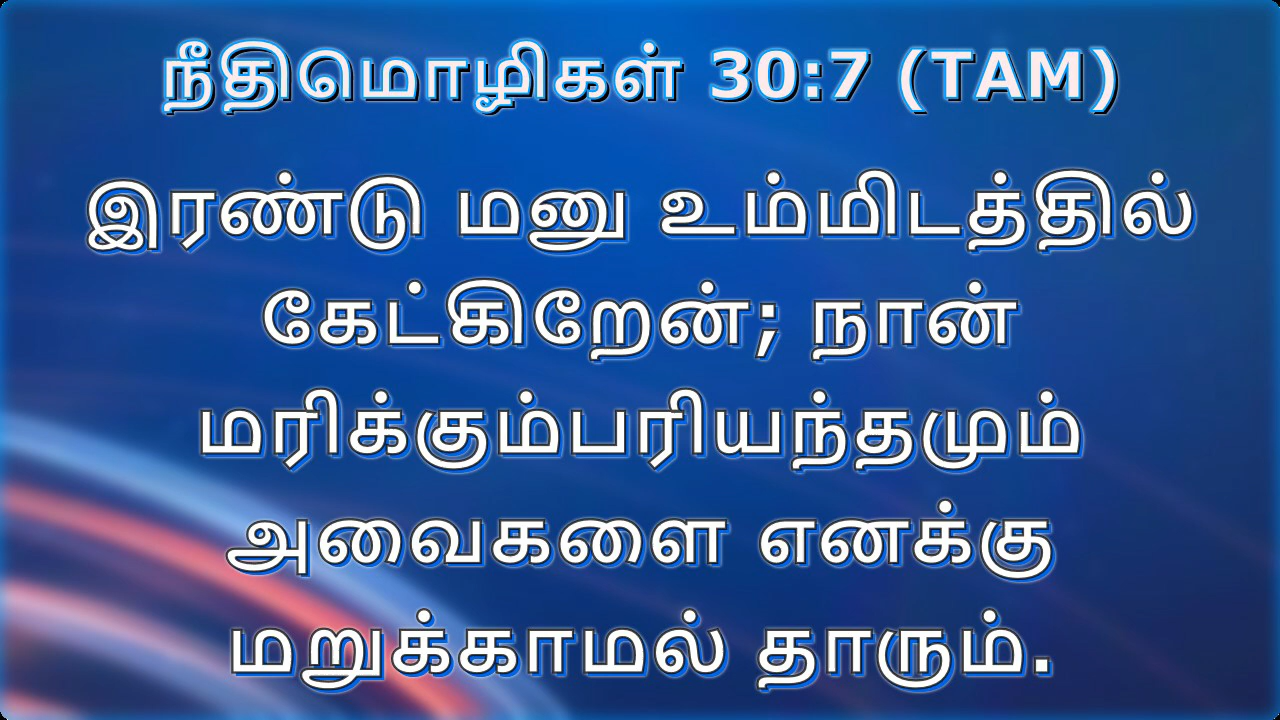 நீதிமொழிகள் 30:7 (TAM)
இரண்டு மனு உம்மிடத்தில்
கேட்கிறேன்; நான்
மரிக்கும்பரியந்தமும்
அவைகளை எனக்கு
மறுக்காமல் தாரும்.